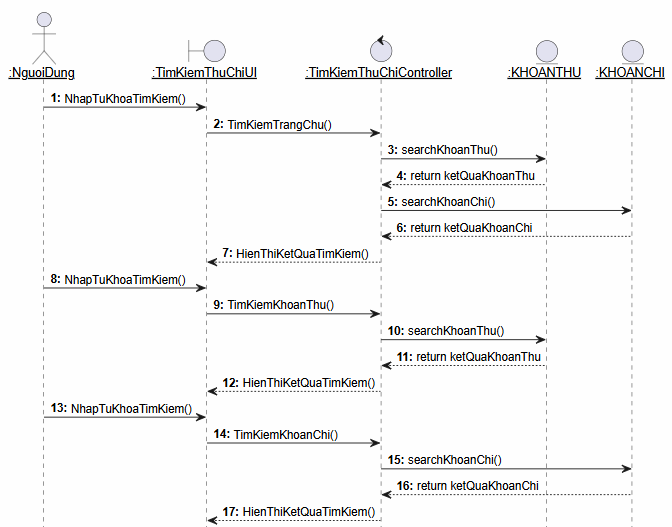 :NguoiDung :TimKiemThuChiUI :TimKiemThuChiController :KHOANTHU :KHOANCHI
1: NhapTuKhoaTimKiem()
2: TimKiemTrangChu()
3: searchKhoanThu()
4: return ketQuaKhoanThu
5: searchKhoanChi()
6: return ketQuaKhoanChi
7: HienThiKetQuaTimKiem()
8: NhapTuKhoaTimKiem()
9: TimKiemKhoanThu()
10: searchKhoanThu()
11: return ketQuaKhoanThu
12: HienThiKetQuaTimKiem()
13: NhapTuKhoaTimKiem()
14: TimKiemKhoanChi()
15: searchKhoanChi()
16: return ketQuaKhoanChi
17: HienThiKetQuaTimKiem()